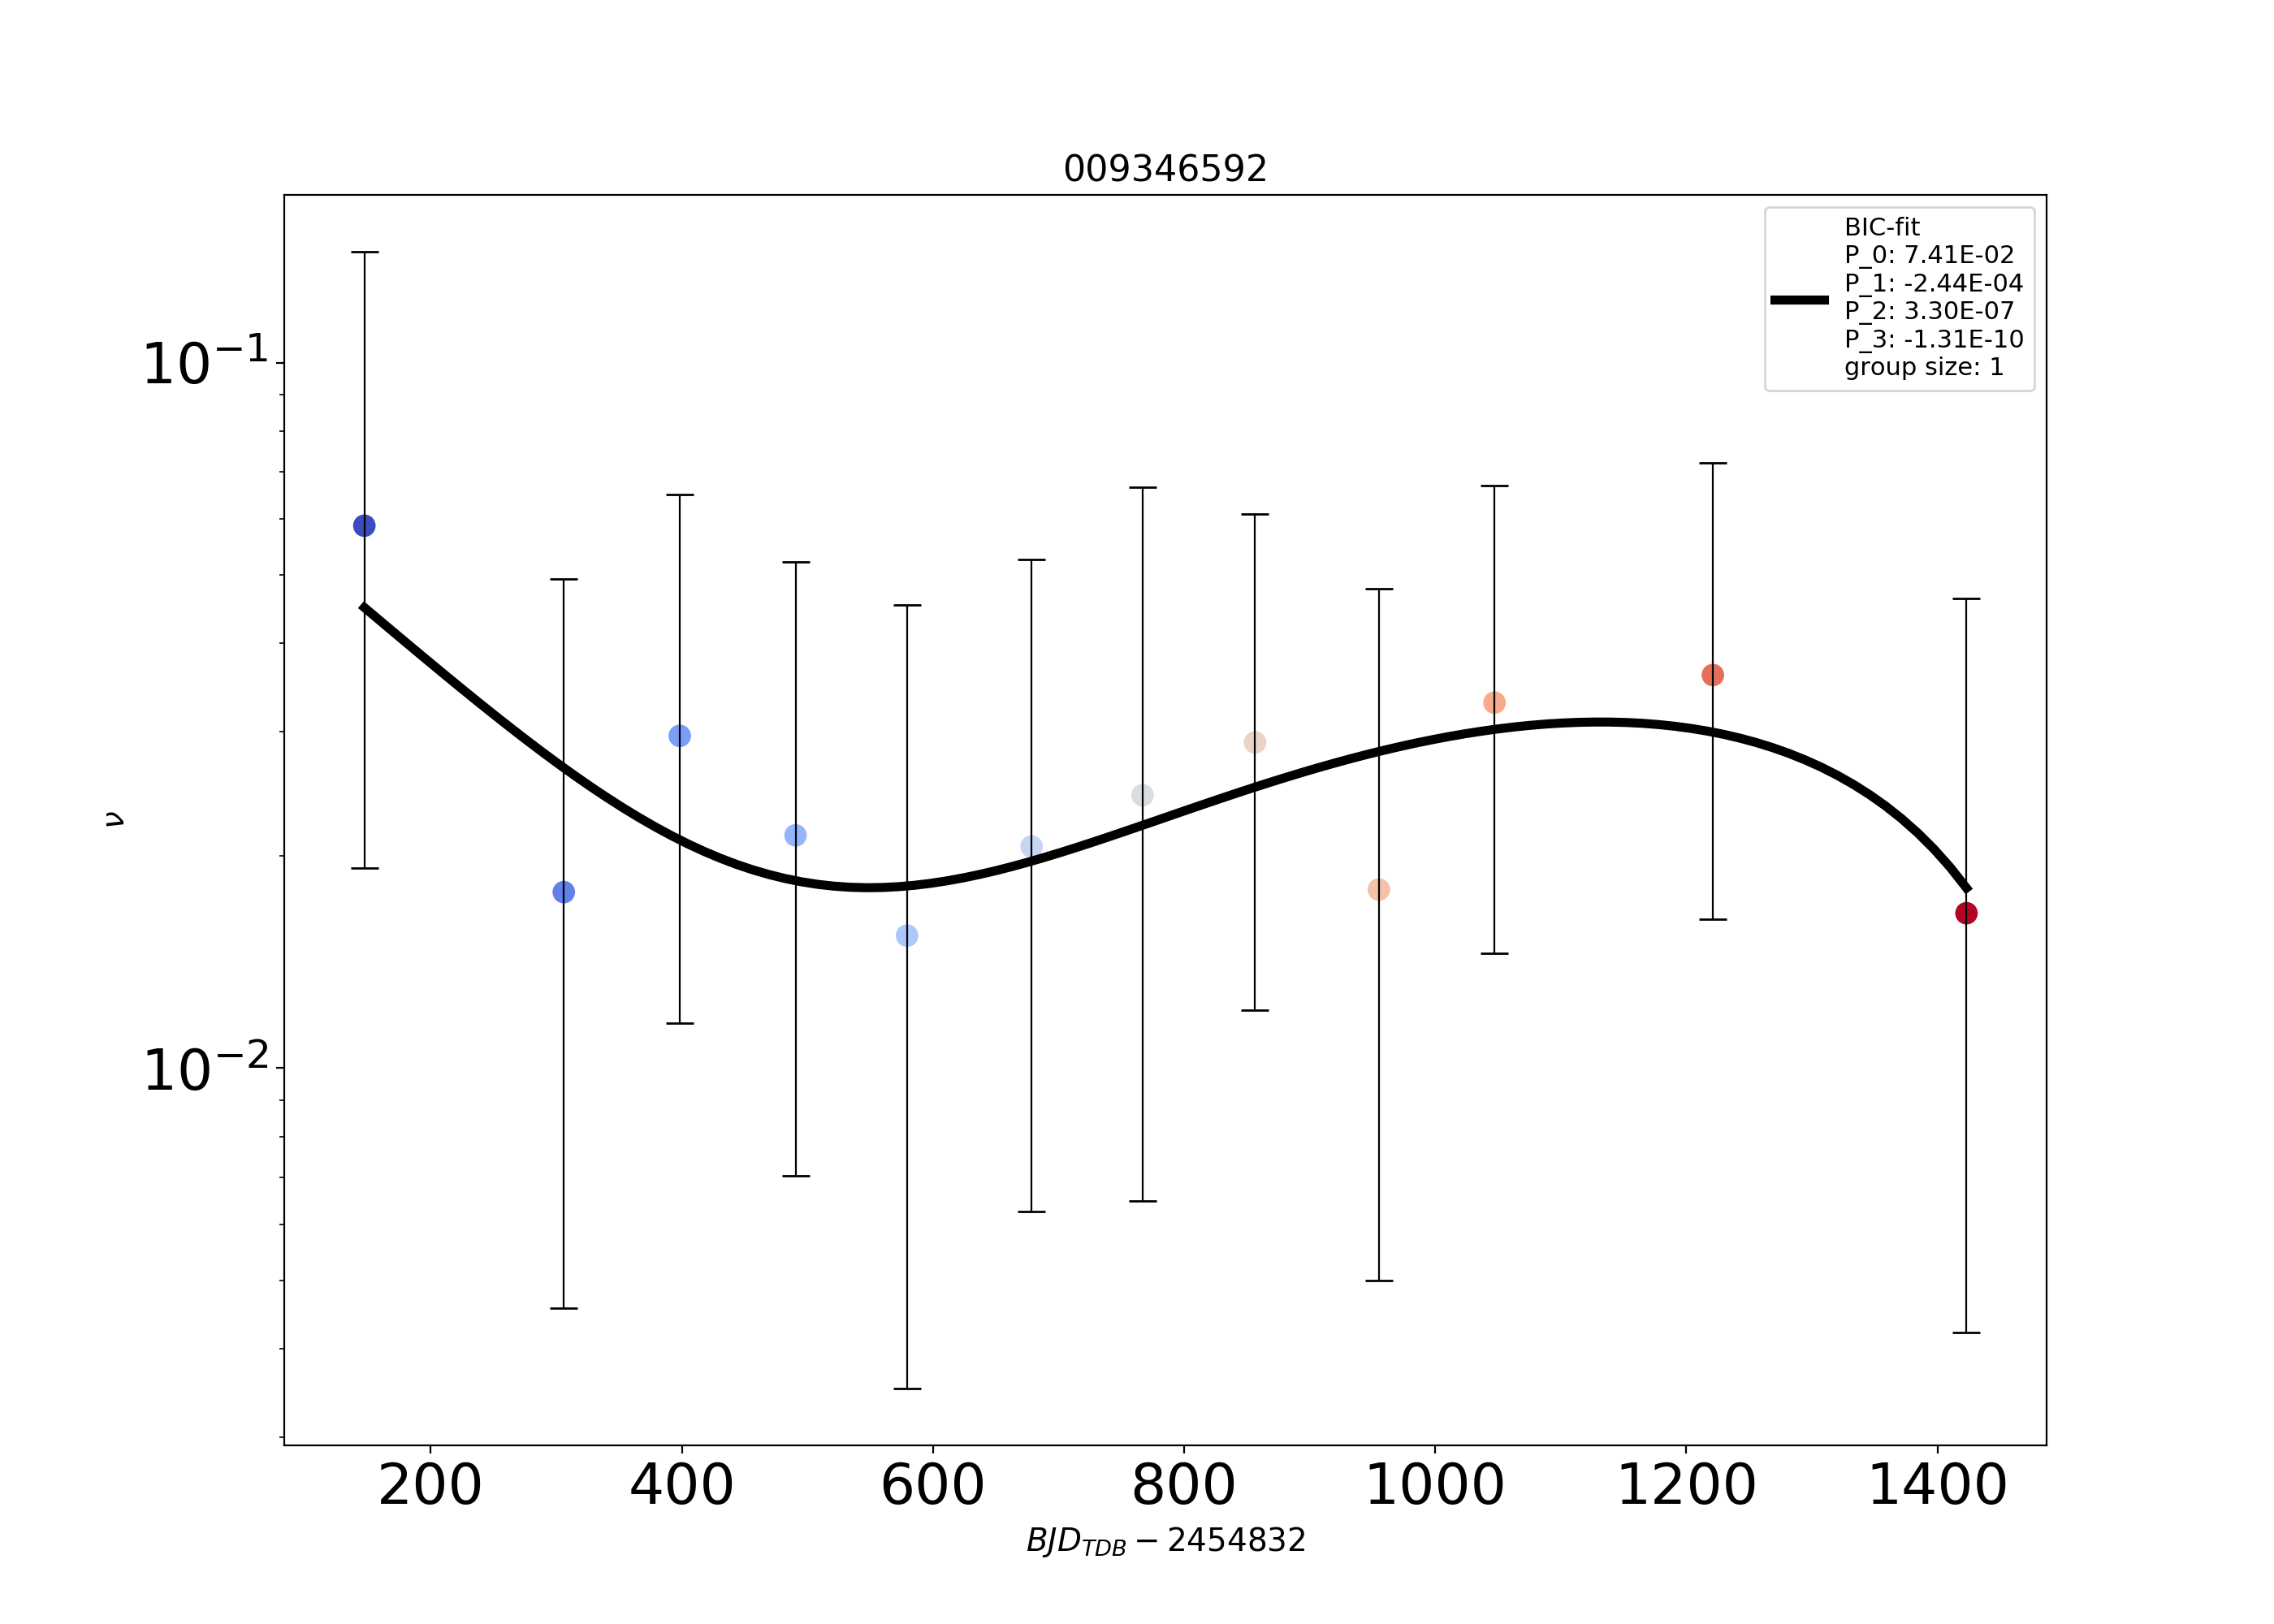 009346592
BIC-fit
P_0: 7.41E-02
P_1: -2.44E-04
P_2: 3.30E-07
P_3: -1.31E-10
group size: 1
10⁻¹
10⁻²
ν
200 400 600 800 1000 1200 1400
BJD_TDB − 2454832